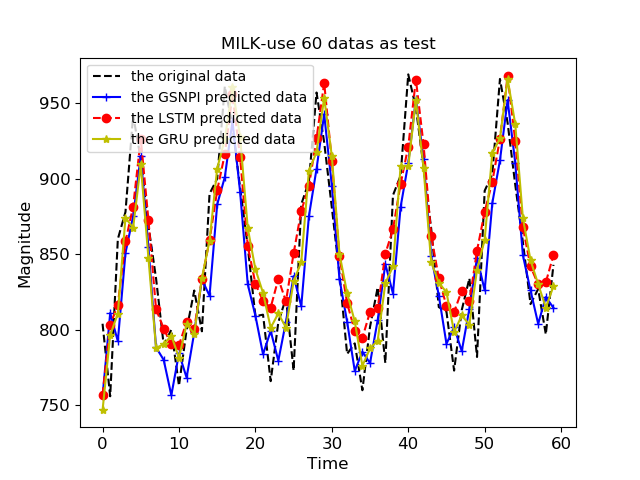 MILK-use 60 datas as test
the original data
the GSNPI predicted data
the LSTM predicted data
the GRU predicted data
Magnitude
950
900
850
800
750
0 10 20 30 40 50 60
Time